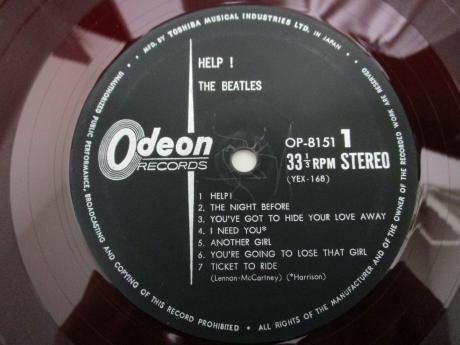 MFD. BY TOSHIBA MUSICAL INDUSTRIES LTD. IN JAPAN
ALL RIGHTS OF THE MANUFACTURER AND OF THE OWNER OF THE RECORDED WORK ARE RESERVED
UNAUTHORIZED PUBLIC PERFORMANCE, BROADCASTING AND COPYING OF THIS RECORD PROHIBITED
HELP !
THE BEATLES
Odeon
RECORDS
OP-8151 1
33 1/3 RPM STEREO
(YEX-168)
1 HELP!
2. THE NIGHT BEFORE
3. YOU'VE GOT TO HIDE YOUR LOVE AWAY
4. I NEED YOU*
5. ANOTHER GIRL
6. YOU'RE GOING TO LOSE THAT GIRL
7 TICKET TO RIDE
(Lennon-McCartney) (*Harrison)